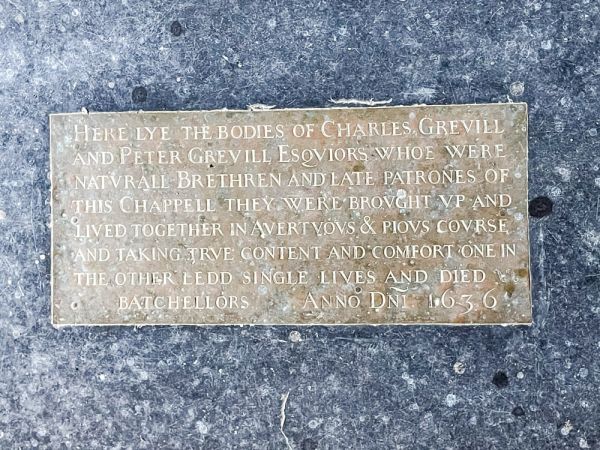 HERE LYE THE BODIES OF CHARLES GREVILL
AND PETER GREVILL ESQVIORS WHOE WERE
NATVRALL BRETHREN AND LATE PATRONES OF
THIS CHAPPELL THEY WERE BROVGHT VP AND
LIVED TOGETHER IN A VERTVOVS & PIOVS COVRSE
AND TAKING TRVE CONTENT AND COMFORT ONE IN
THE OTHER LEDD SINGLE LIVES AND DIED
BATCHELLORS ANNO DNI 1636